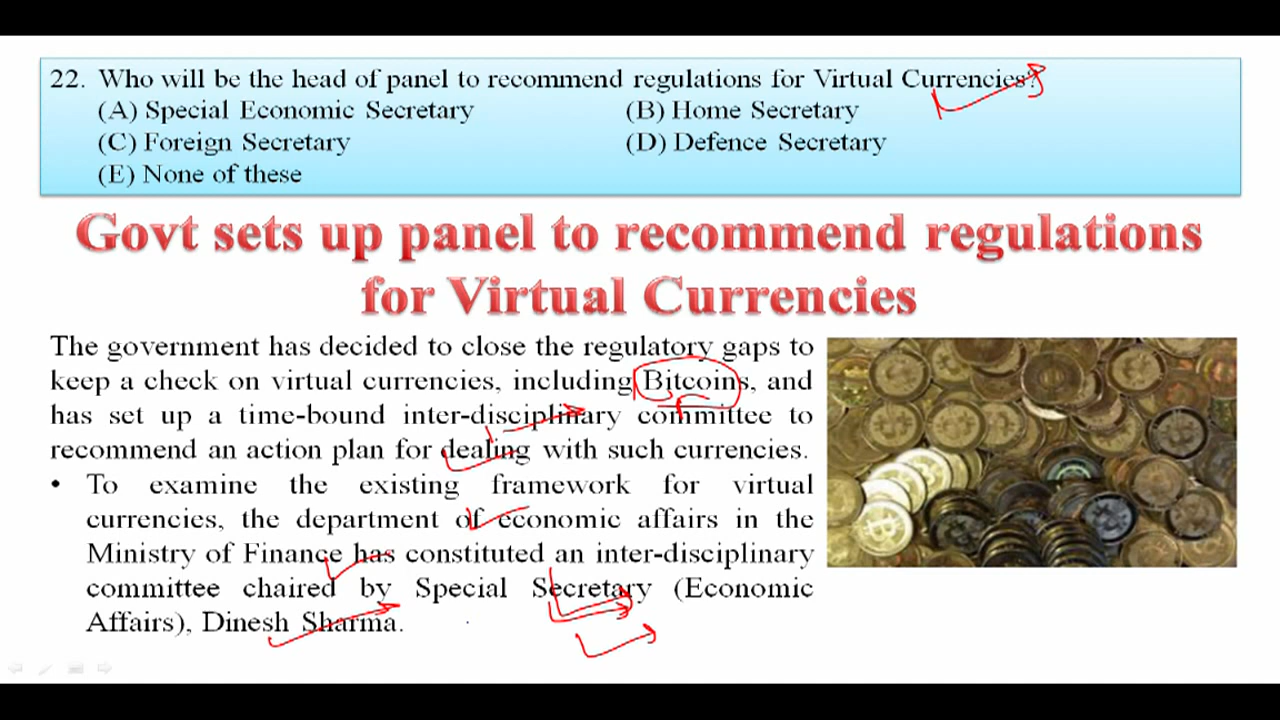 22. Who will be the head of panel to recommend regulations for Virtual Currencies?
(A) Special Economic Secretary (B) Home Secretary
(C) Foreign Secretary (D) Defence Secretary
(E) None of these
Govt sets up panel to recommend regulations
for Virtual Currencies
The government has decided to close the regulatory gaps to
keep a check on virtual currencies, including Bitcoins, and
has set up a time-bound inter-disciplinary committee to
recommend an action plan for dealing with such currencies.
• To examine the existing framework for virtual
currencies, the department of economic affairs in the
Ministry of Finance has constituted an inter-disciplinary
committee chaired by Special Secretary (Economic
Affairs), Dinesh Sharma.